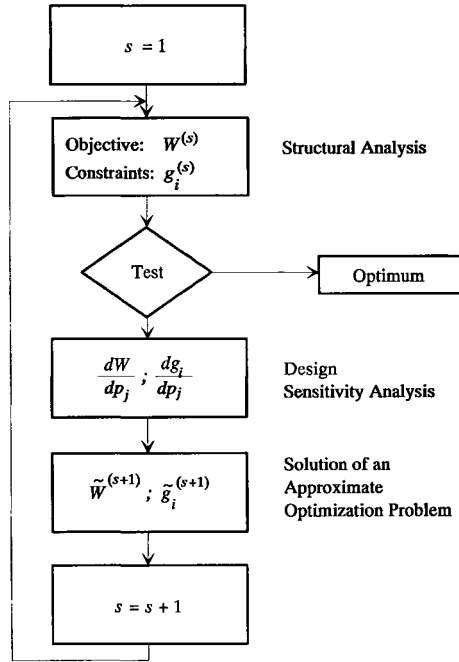 s = 1
Objective: W^(s)
Constraints: g_i^(s)
Structural Analysis
Test
Optimum
dW/dp_j ; dg_i/dp_j
Design
Sensitivity Analysis
W̃^(s+1) ; g̃_i^(s+1)
Solution of an
Approximate
Optimization Problem
s = s + 1